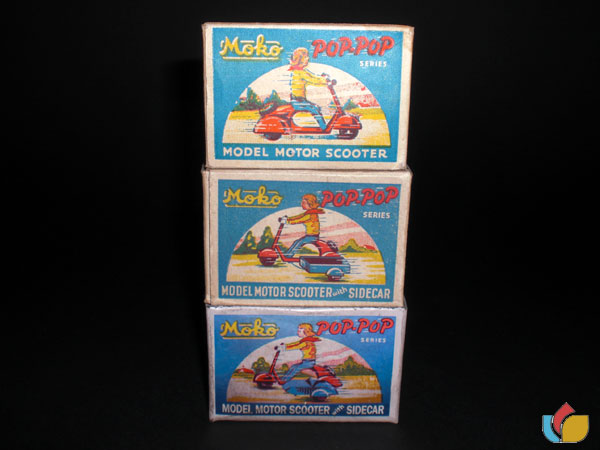 Moko POP-POP
SERIES
MODEL MOTOR SCOOTER
Moko POP-POP
SERIES
MODEL MOTOR SCOOTER with SIDECAR
Moko POP-POP
SERIES
MODEL MOTOR SCOOTER with SIDECAR